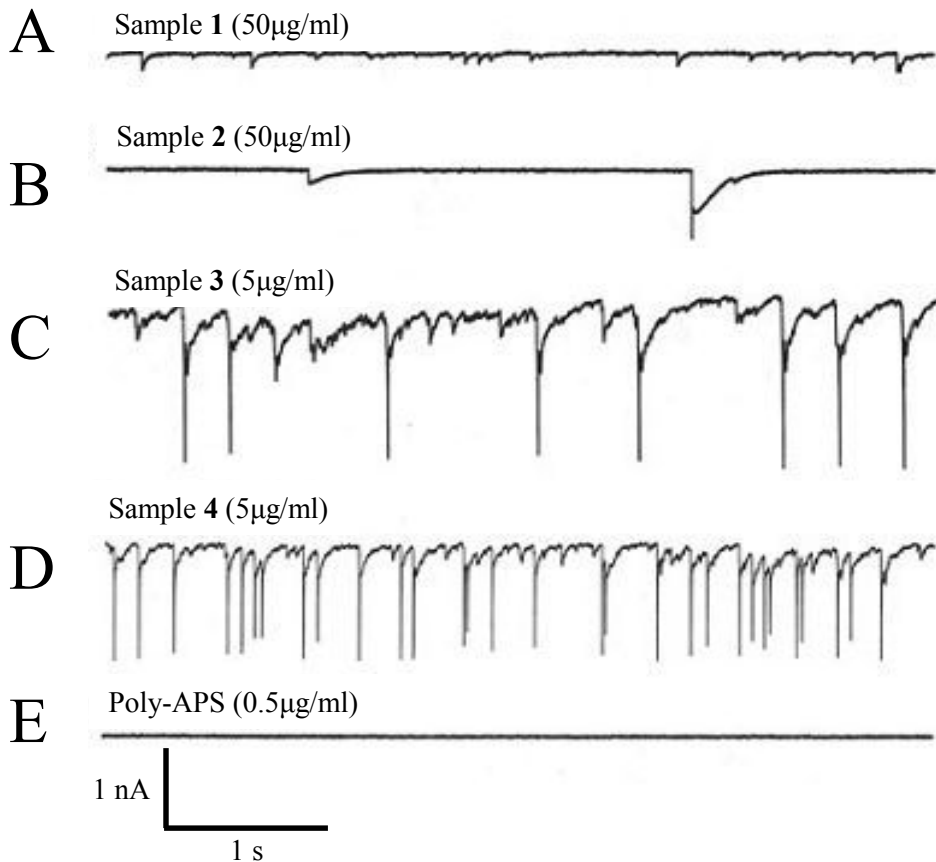 A
Sample 1 (50μg/ml)
Sample 2 (50μg/ml)
B
Sample 3 (5μg/ml)
C
Sample 4 (5μg/ml)
D
Poly-APS (0.5μg/ml)
E
1 nA
1 s